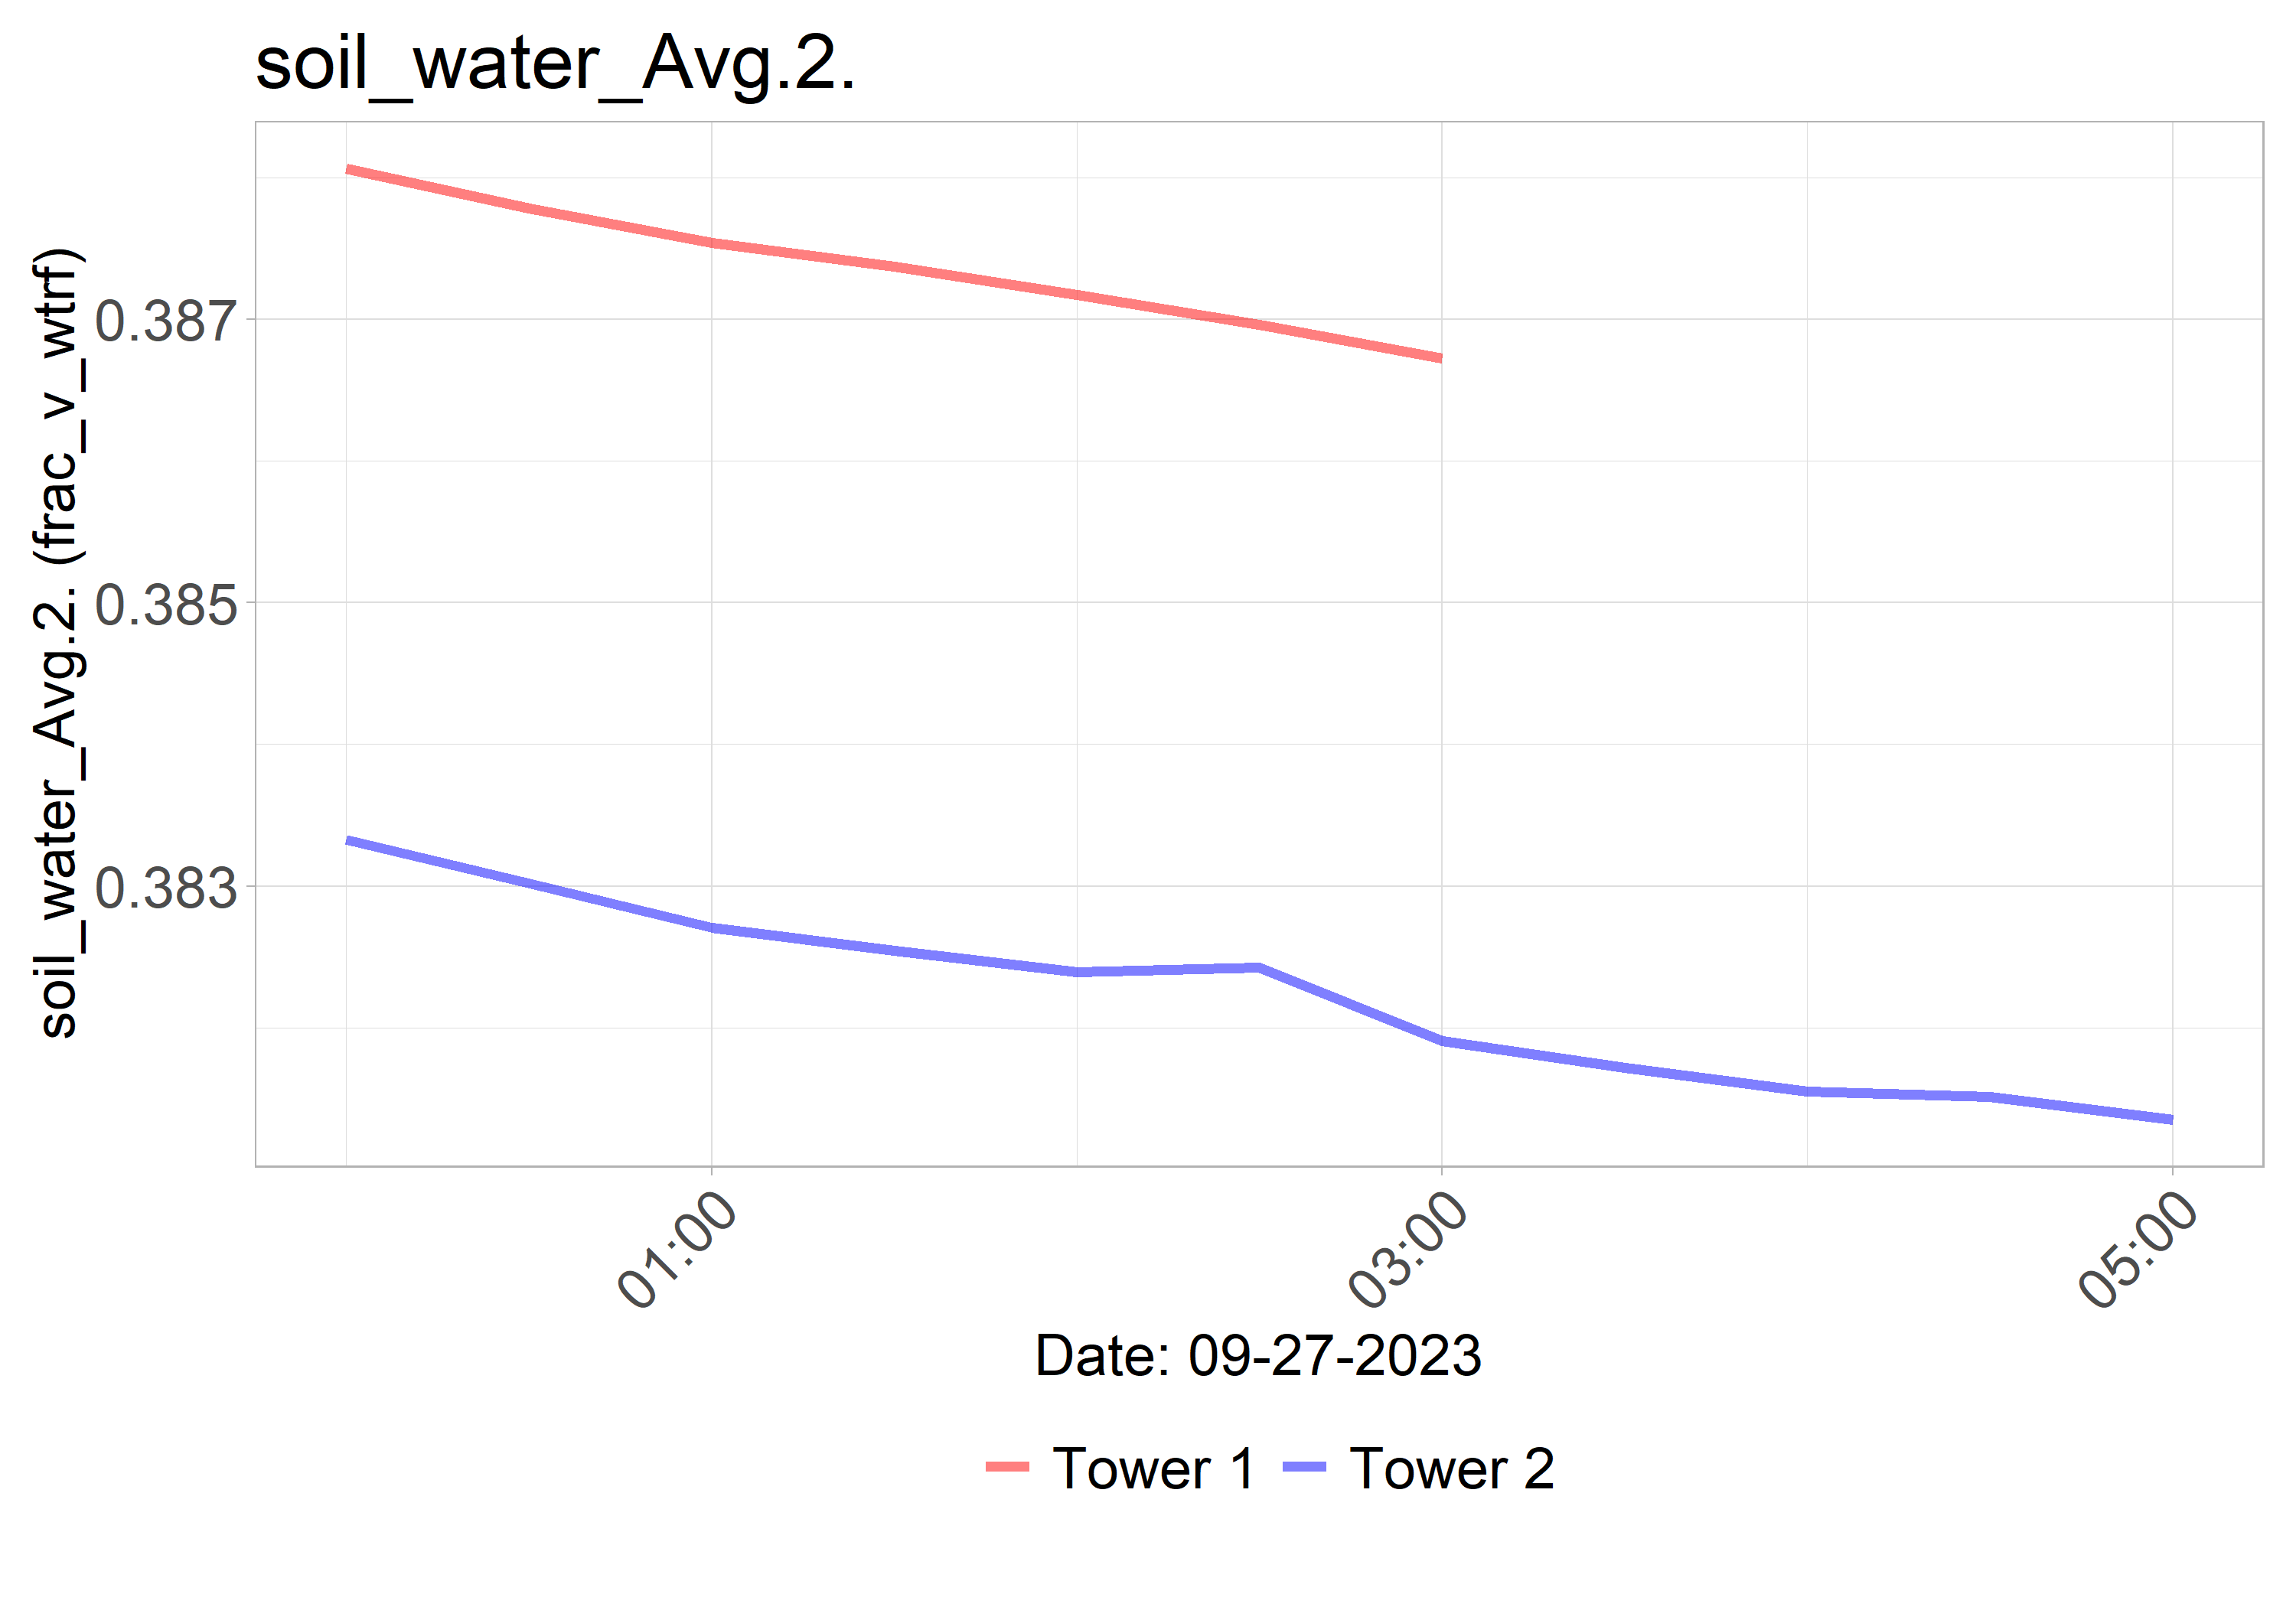 soil_water_Avg.2.
soil_water_Avg.2. (frac_v_wtrf)
0.387
0.385
0.383
01:00
03:00
05:00
Date: 09-27-2023
Tower 1
Tower 2